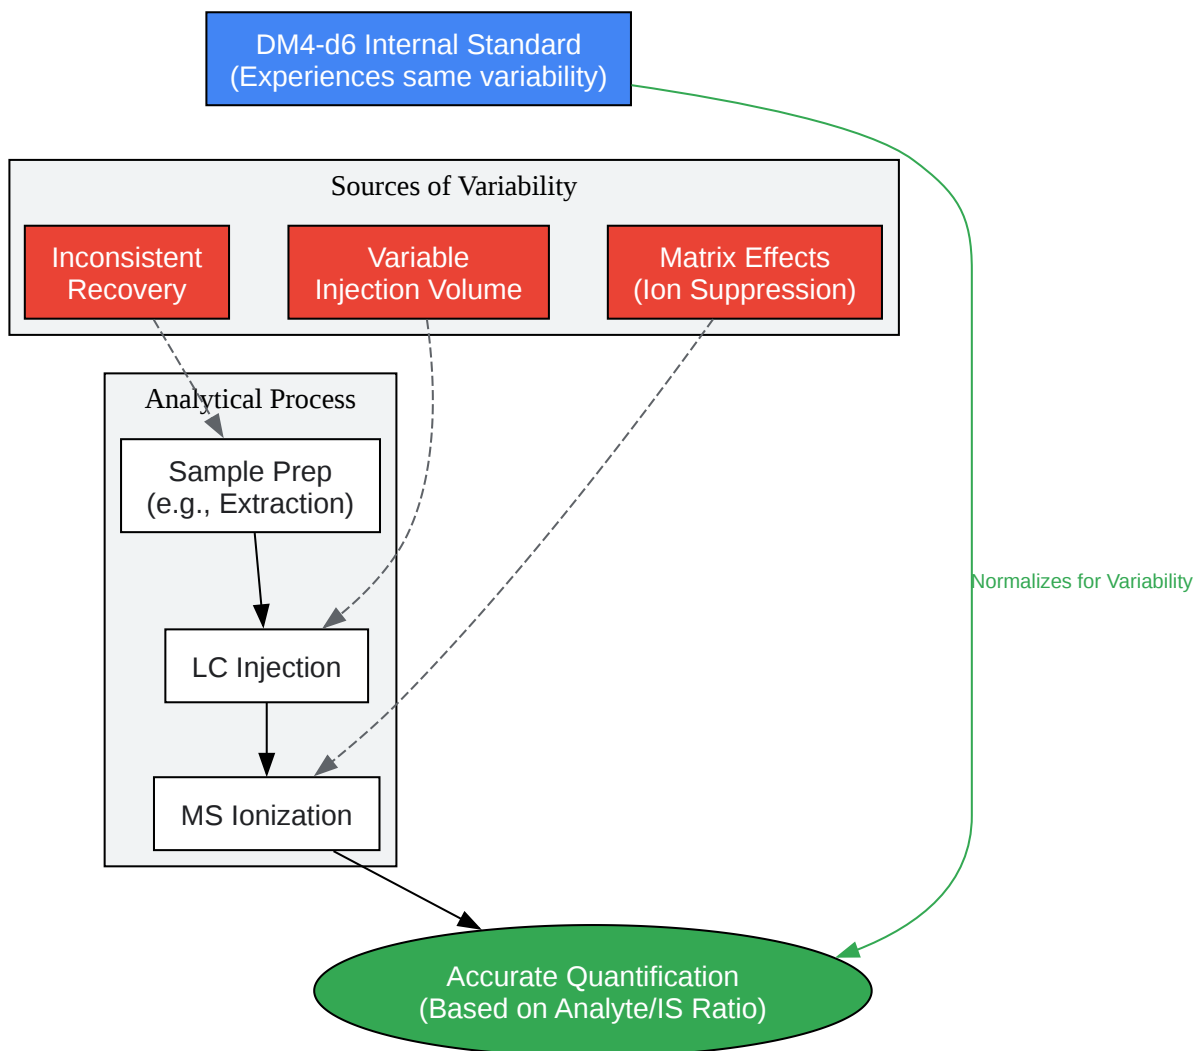 DM4-d6 Internal Standard
(Experiences same variability)
Sources of Variability
Inconsistent
Recovery
Variable
Injection Volume
Matrix Effects
(Ion Suppression)
Analytical Process
Sample Prep
(e.g., Extraction)
LC Injection
Normalizes for Variability
MS Ionization
Accurate Quantification
(Based on Analyte/IS Ratio)